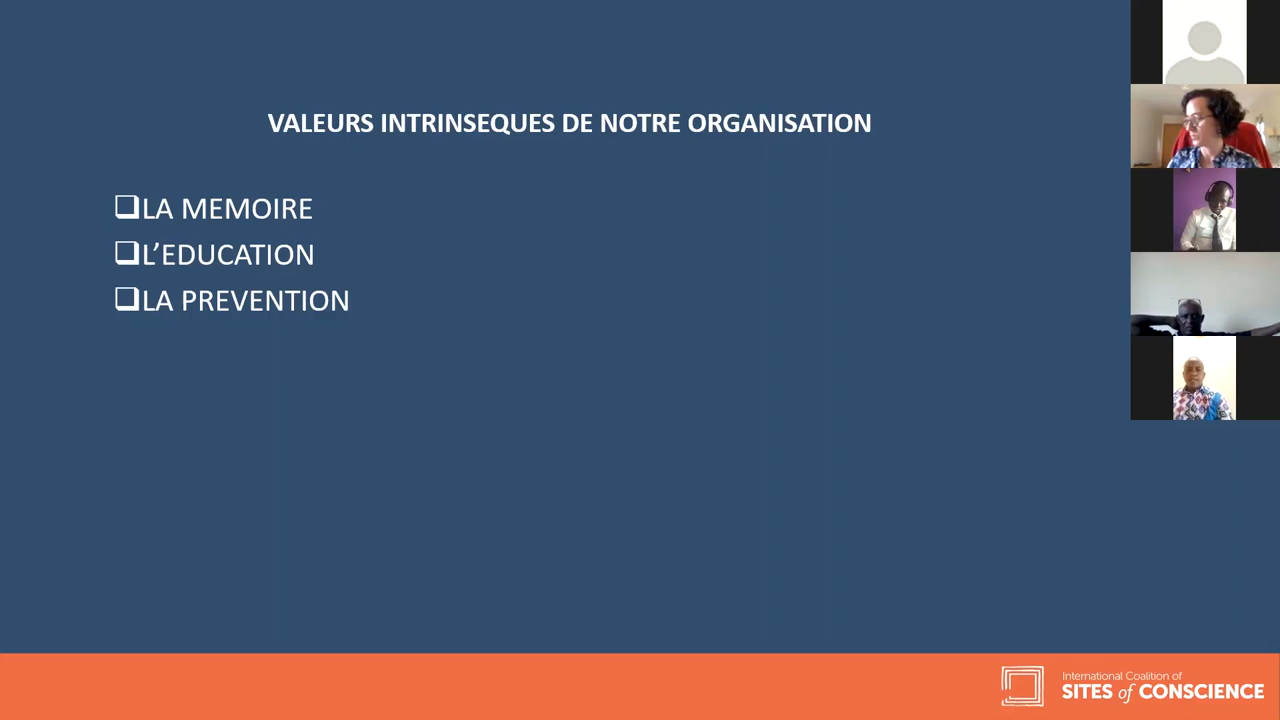 VALEURS INTRINSEQUES DE NOTRE ORGANISATION
LA MEMOIRE
L’EDUCATION
LA PREVENTION
International Coalition of
SITES of CONSCIENCE